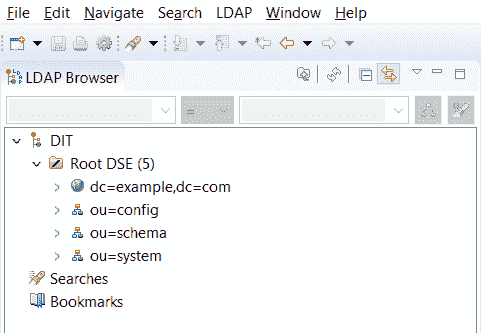 File Edit Navigate Search LDAP Window Help
LDAP Browser
=
DIT
Root DSE (5)
dc=example,dc=com
ou=config
ou=schema
ou=system
Searches
Bookmarks